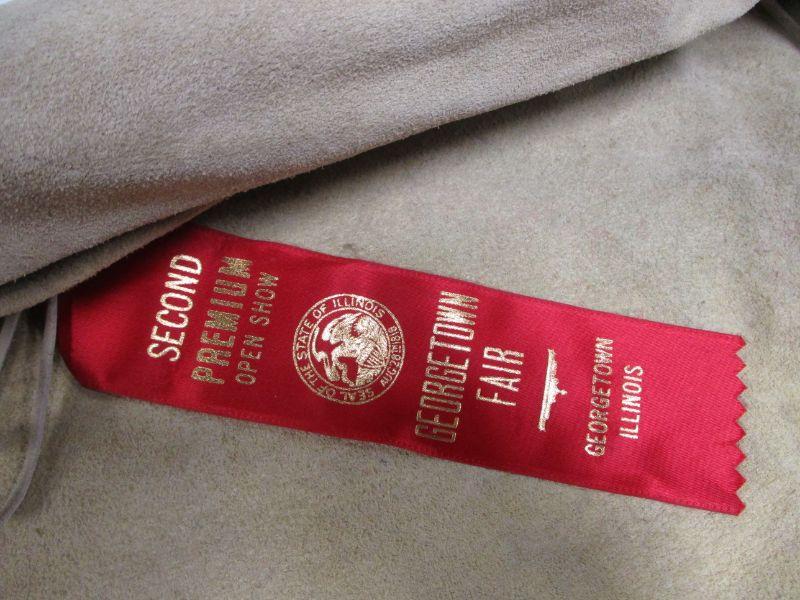 SECOND
PREMIUM
OPEN SHOW
SEAL OF THE STATE OF ILLINOIS
AUG. 26TH 1818
GEORGETOWN
FAIR
GEORGETOWN
ILLINOIS